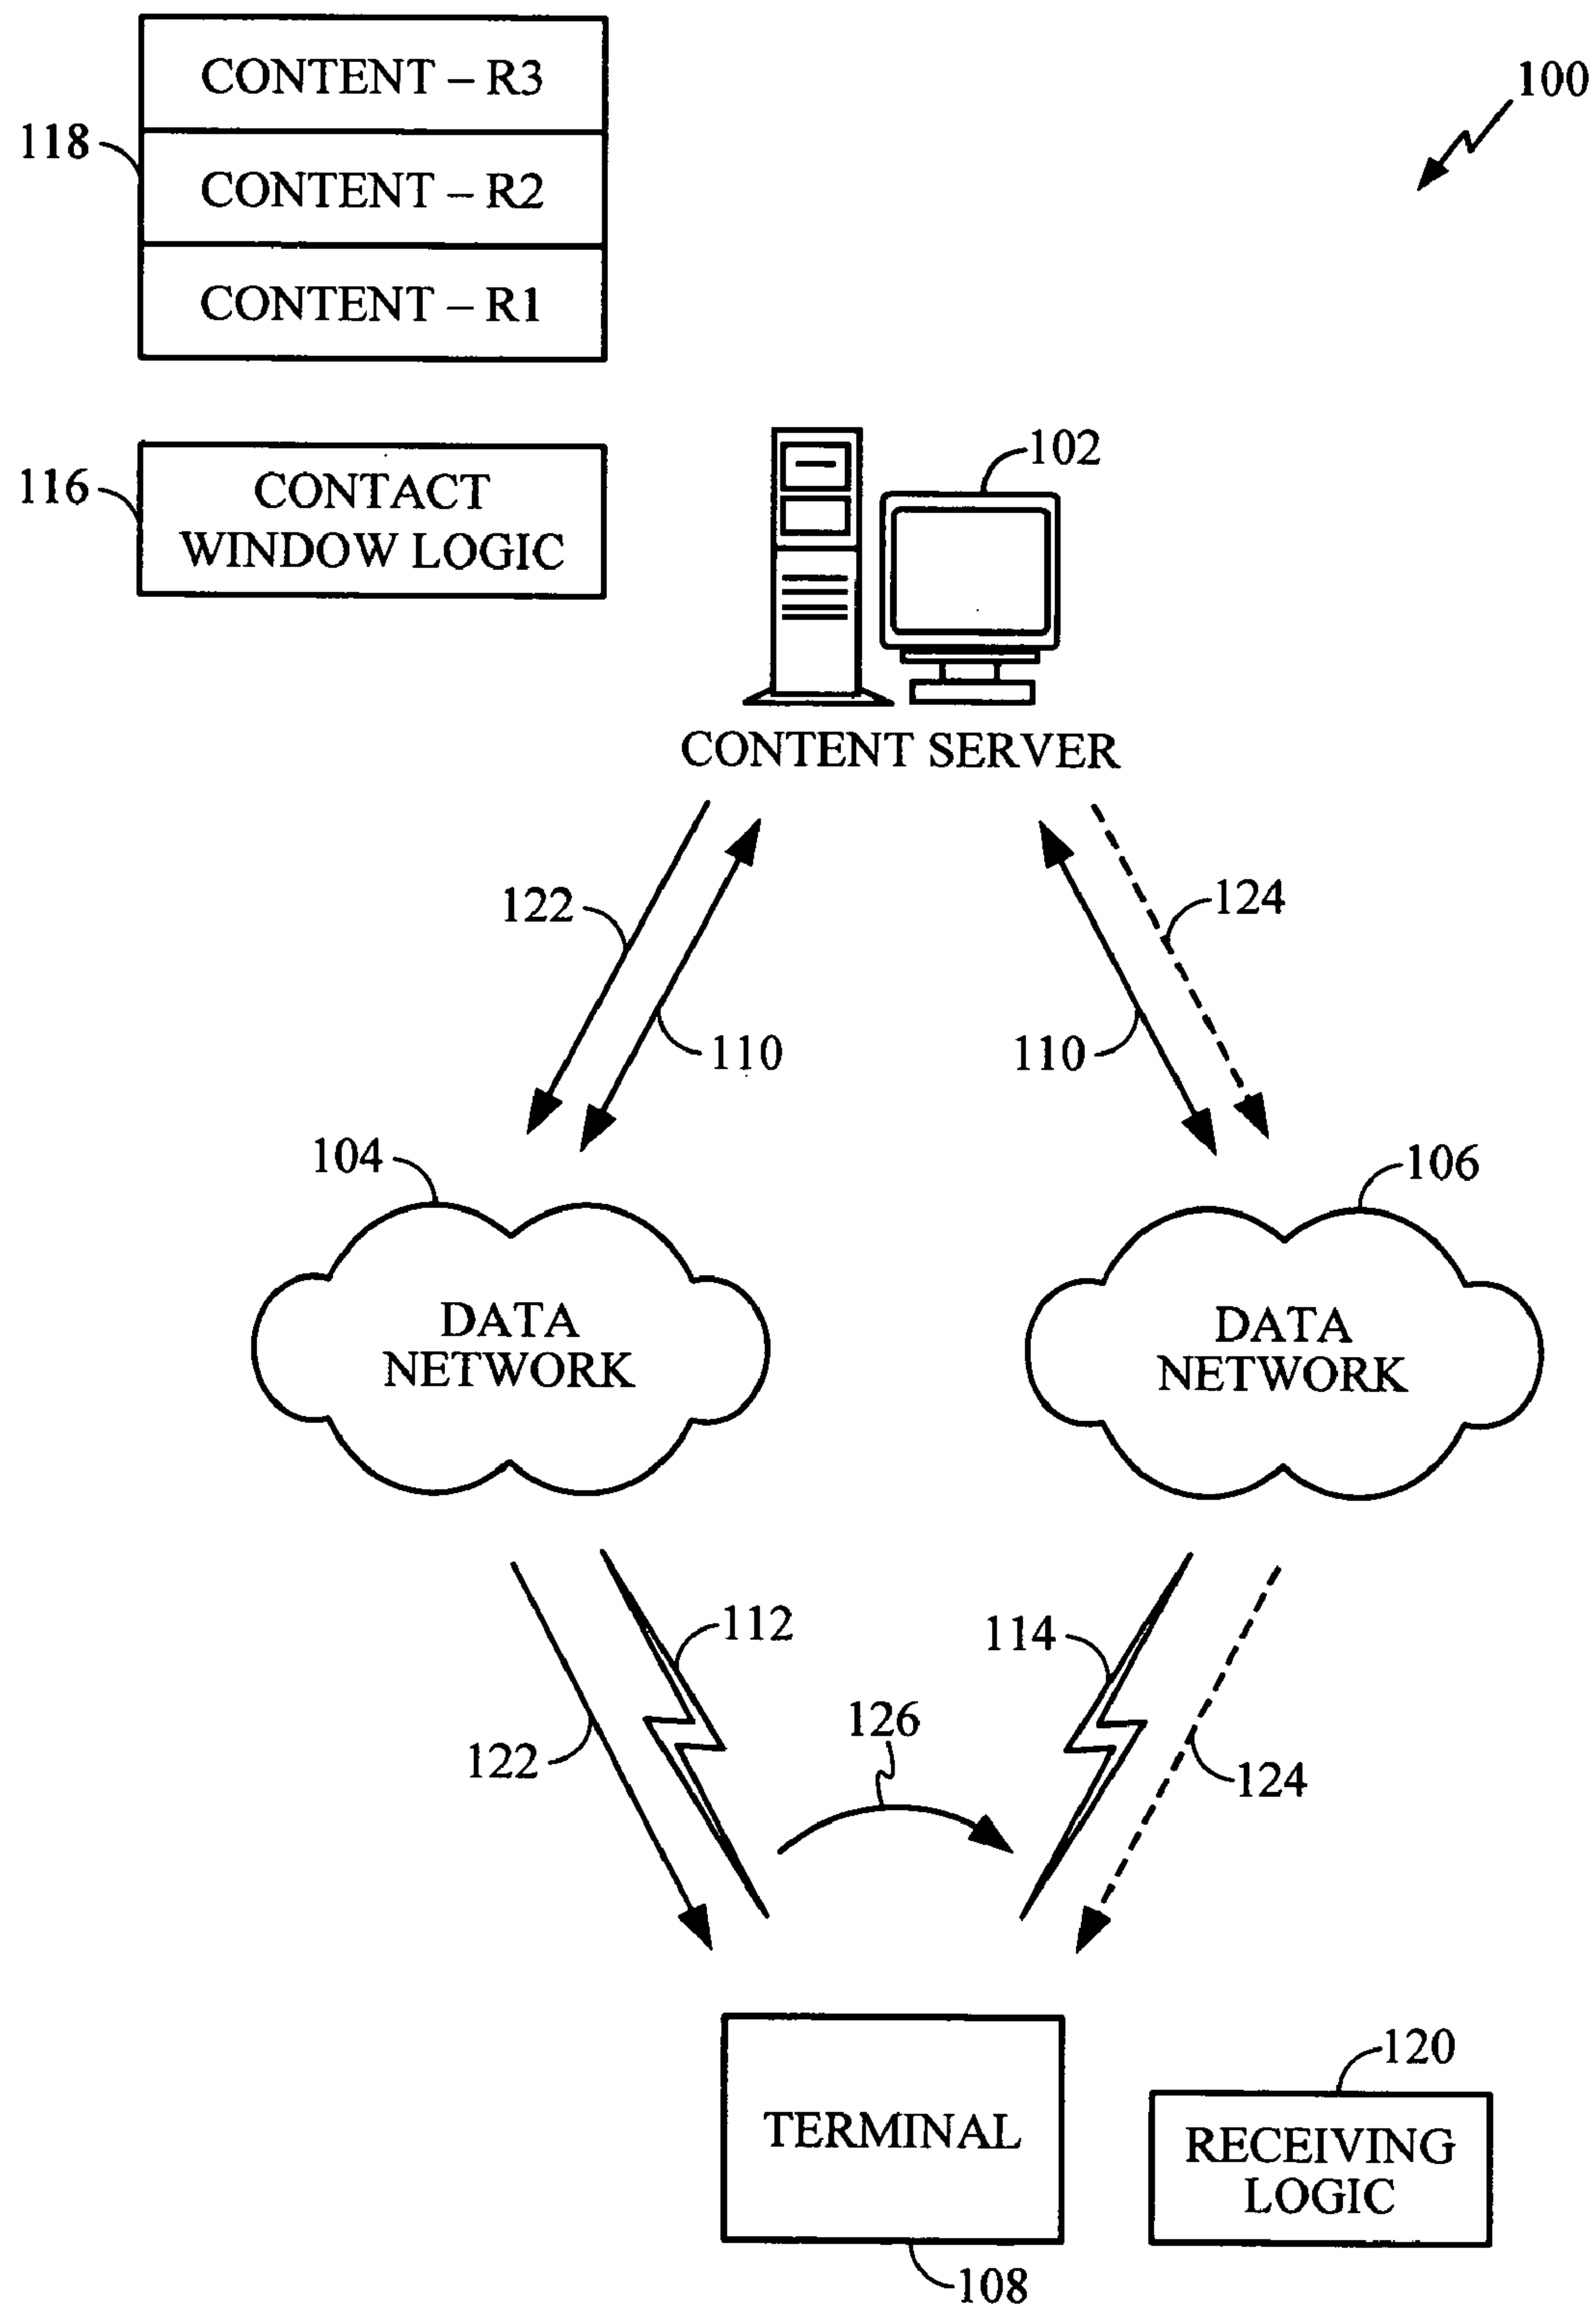 CONTENT – R3
100
118
CONTENT – R2
CONTENT – R1
102
116
CONTACT
WINDOW LOGIC
CONTENT SERVER
122
124
110
110
104
106
DATA
NETWORK
DATA
NETWORK
112
114
126
122
124
120
TERMINAL
RECEIVING
LOGIC
108